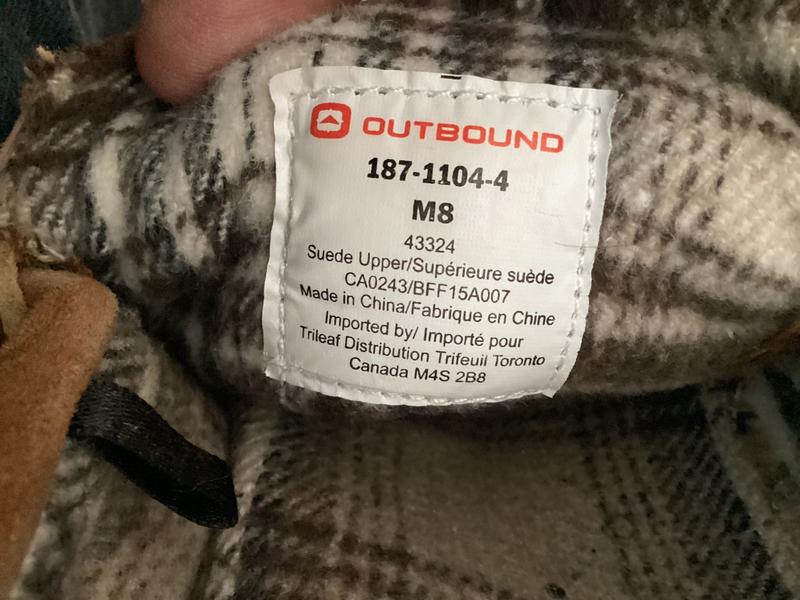 OUTBOUND
187-1104-4
M8
43324
Suede Upper/Supérieure suède
CA0243/BFF15A007
Made in China/Fabrique en Chine
Imported by/ Importé pour
Trileaf Distribution Trifeuil Toronto
Canada M4S 2B8